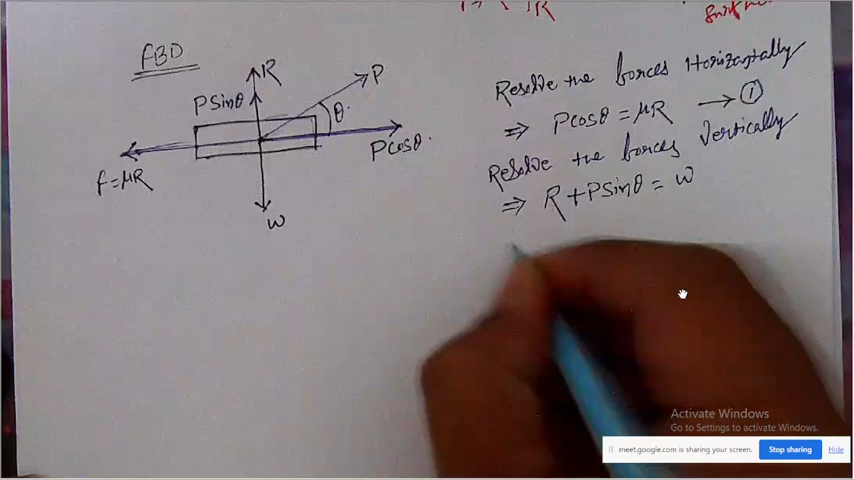 FBD
R
P
PSinθ
θ
Pcosθ.
f=μR
W
Resolve the forces Horizantally
⇒ Pcosθ = μR → ①
Resolve the forces Vertically
⇒ R + PSinθ = W
Activate Windows
Go to Settings to activate Windows.
meet.google.com is sharing your screen.
Stop sharing
Hide